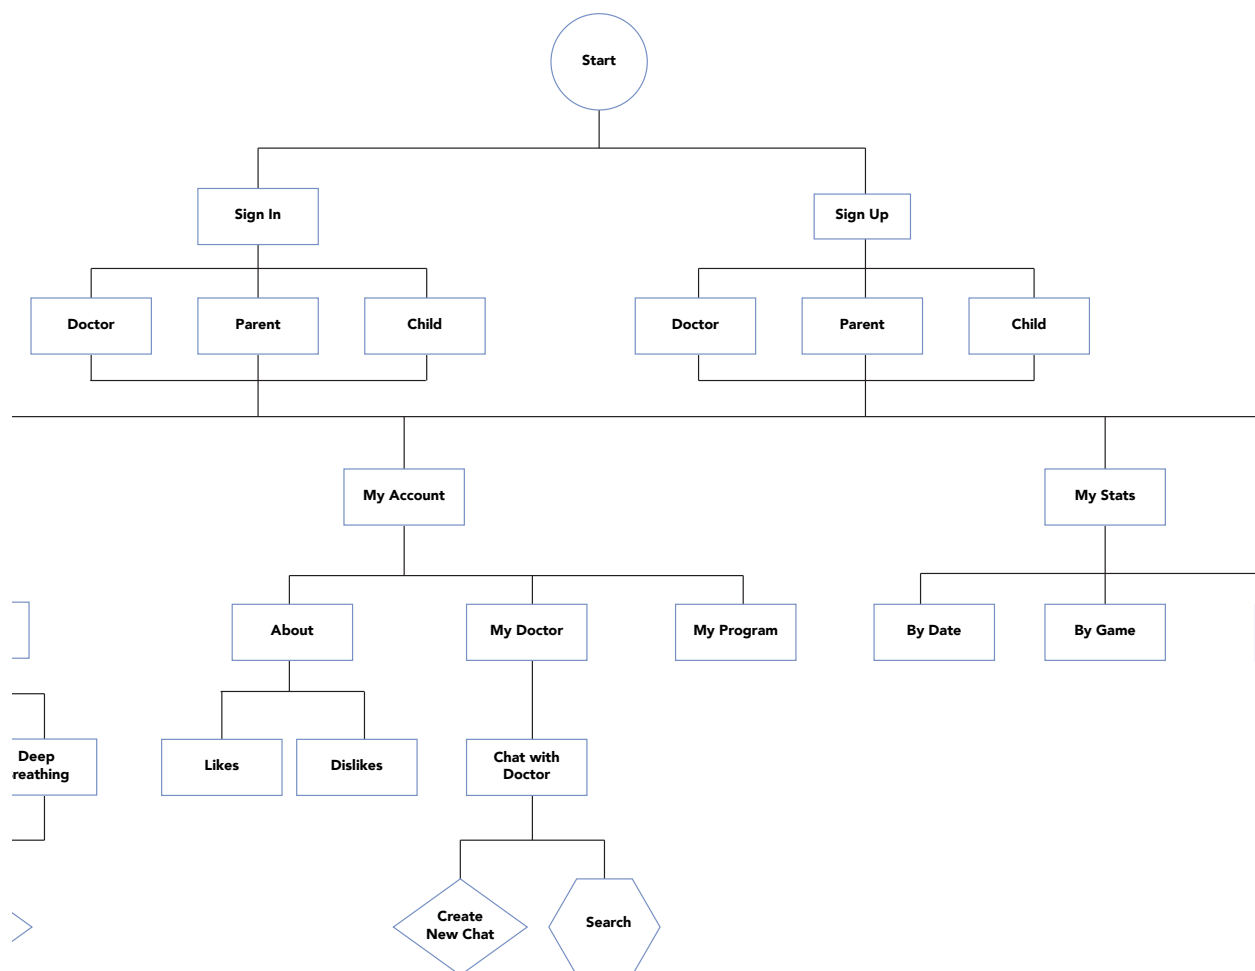 Start
Sign In
Sign Up
Doctor
Parent
Child
Doctor
Parent
Child
My Account
My Stats
About
My Doctor
My Program
By Date
By Game
Deep
reathing
Likes
Dislikes
Chat with
Doctor
Create
New Chat
Search